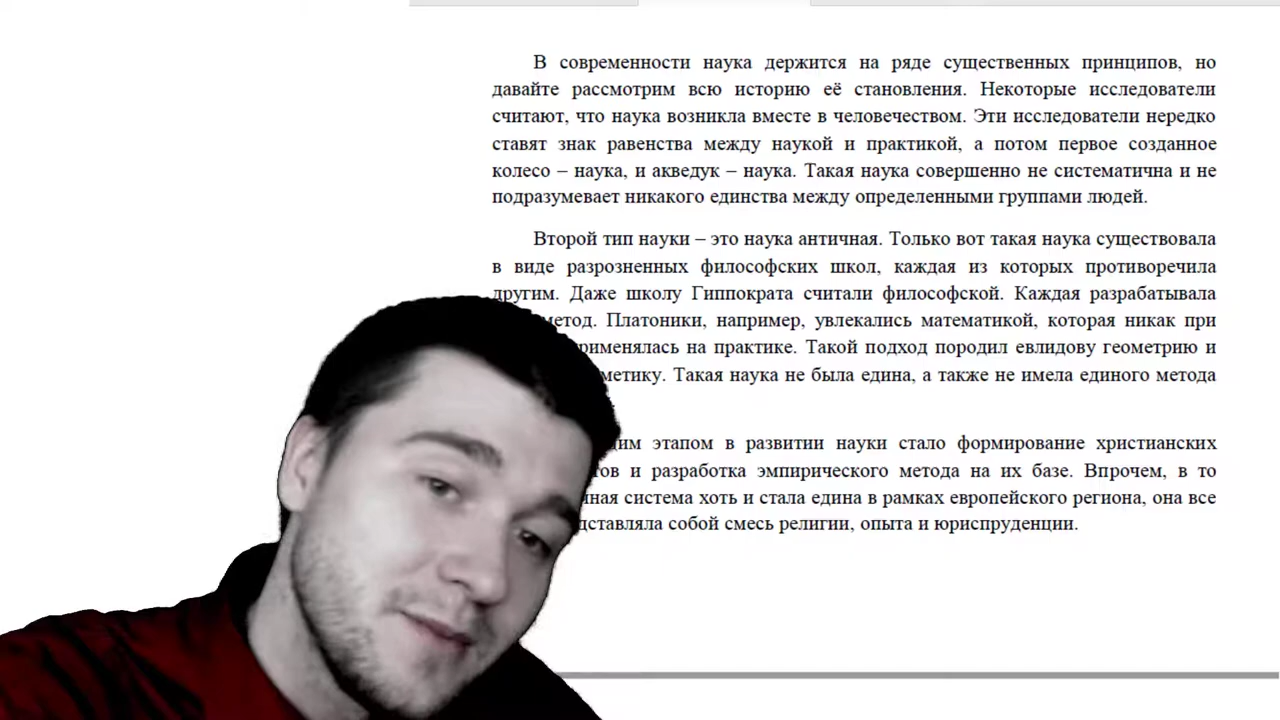 В современности наука держится на ряде существенных принципов, но
давайте рассмотрим всю историю её становления. Некоторые исследователи
считают, что наука возникла вместе в человечеством. Эти исследователи нередко
ставят знак равенства между наукой и практикой, а потом первое созданное
колесо – наука, и акведук – наука. Такая наука совершенно не систематична и не
подразумевает никакого единства между определенными группами людей.
Второй тип науки – это наука античная. Только вот такая наука существовала
в виде разрозненных философских школ, каждая из которых противоречила
другим. Даже школу Гиппократа считали философской. Каждая разрабатывала
метод. Платоники, например, увлекались математикой, которая никак при
применялась на практике. Такой подход породил евлидову геометрию и
Такая наука не была едина, а также не имела единого метода
этапом в развитии науки стало формирование христианских
и разработка эмпирического метода на их базе. Впрочем, в то
система хоть и стала едина в рамках европейского региона, она все
собой смесь религии, опыта и юриспруденции.